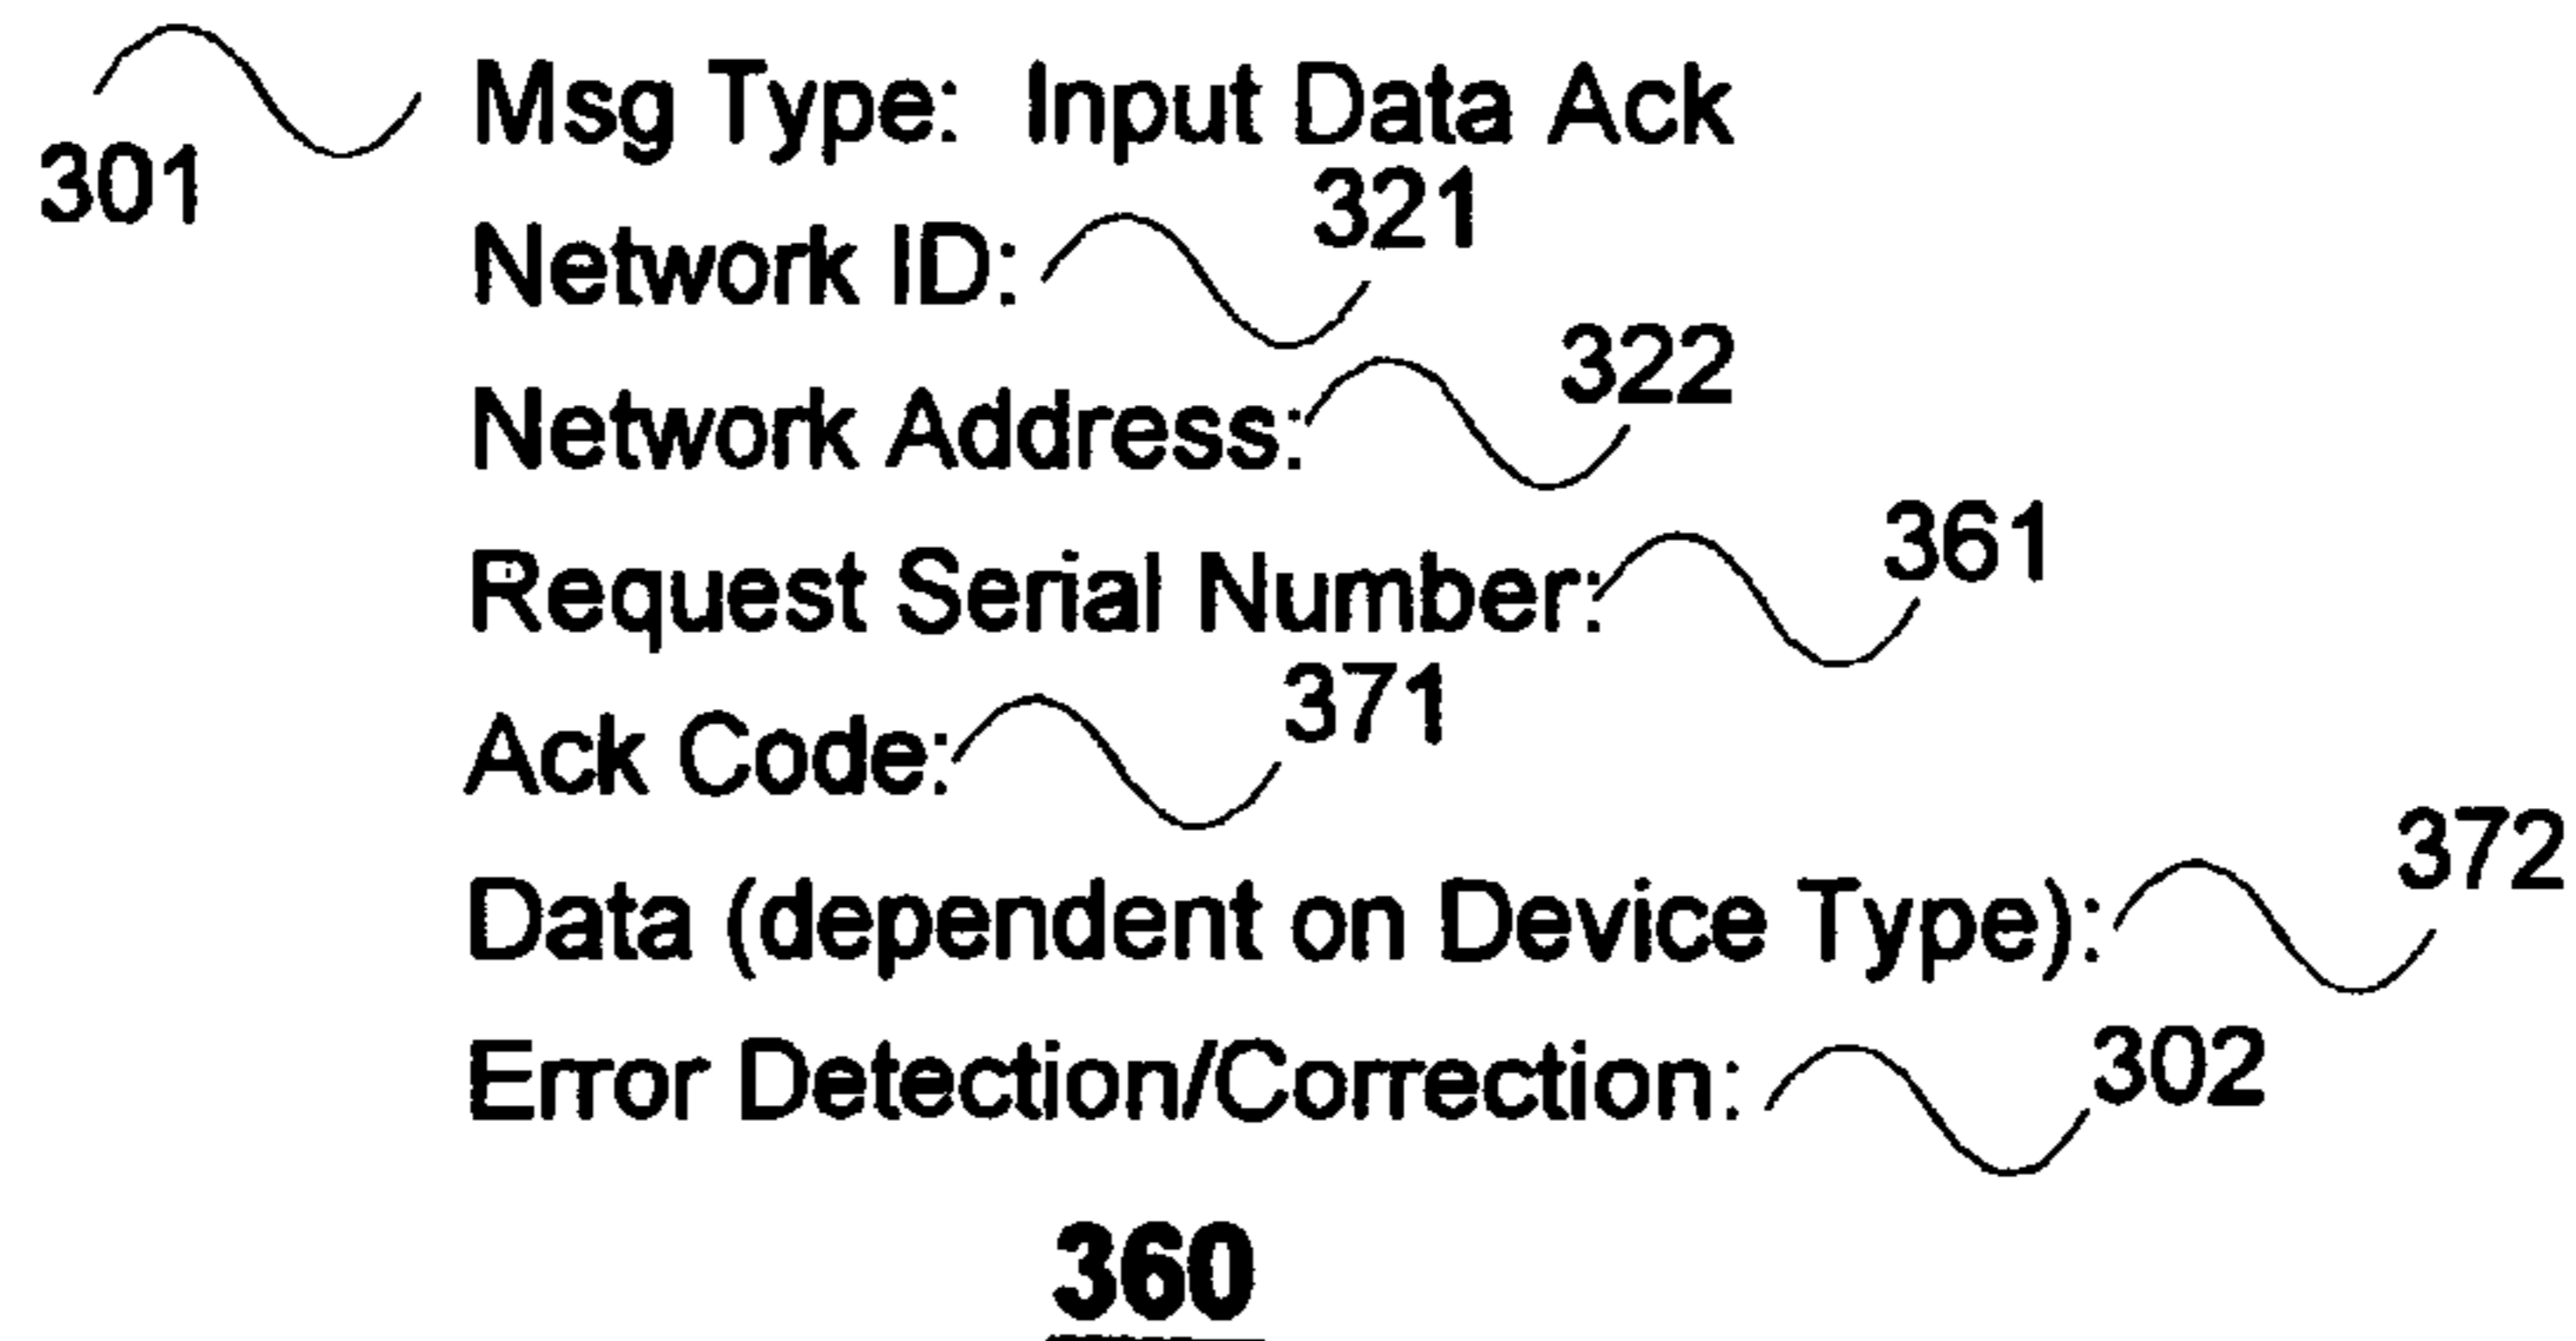 301 Msg Type: Input Data Ack
Network ID: 321
Network Address: 322
Request Serial Number: 361
Ack Code: 371
Data (dependent on Device Type): 372
Error Detection/Correction: 302
360